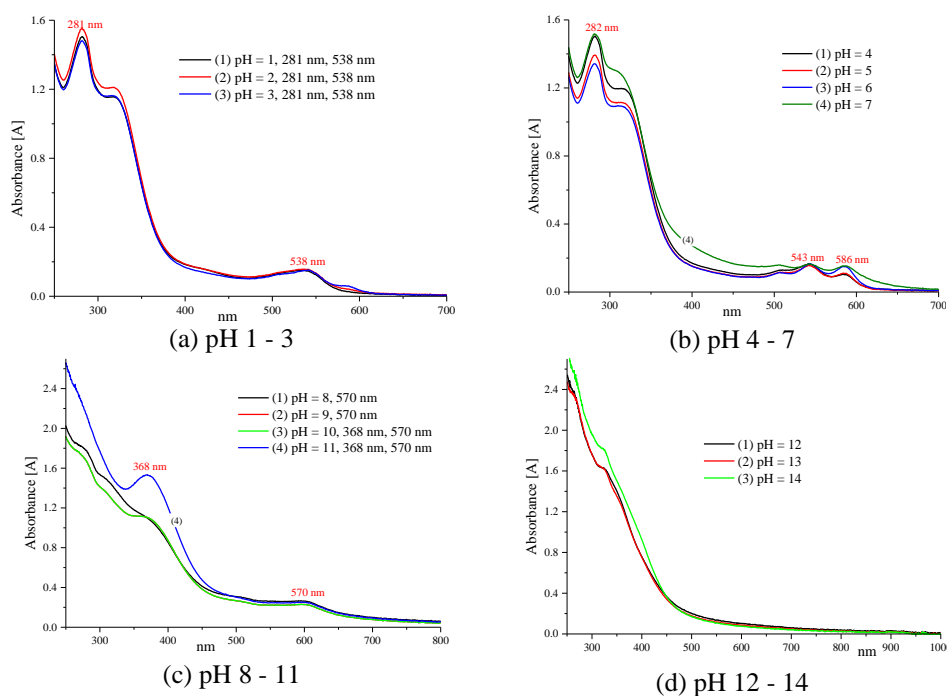 281 nm
(1) pH = 1, 281 nm, 538 nm
(2) pH = 2, 281 nm, 538 nm
(3) pH = 3, 281 nm, 538 nm
538 nm
Absorbance [A]
1.6
1.2
0.8
0.4
0.0
300 400 500 600 700
nm
(a) pH 1 - 3
282 nm
(1) pH = 4
(2) pH = 5
(3) pH = 6
(4) pH = 7
(4)
543 nm
586 nm
Absorbance [A]
1.6
1.2
0.8
0.4
0.0
300 400 500 600 700
nm
(b) pH 4 - 7
(1) pH = 8, 570 nm
(2) pH = 9, 570 nm
(3) pH = 10, 368 nm, 570 nm
(4) pH = 11, 368 nm, 570 nm
368 nm
(4)
570 nm
Absorbance [A]
2.4
2.0
1.6
1.2
0.8
0.4
0.0
300 400 500 600 700 800
nm
(c) pH 8 - 11
(1) pH = 12
(2) pH = 13
(3) pH = 14
Absorbance [A]
2.4
2.0
1.6
1.2
0.8
0.4
0.0
300 400 500 600 700 800 900 100
nm
(d) pH 12 - 14